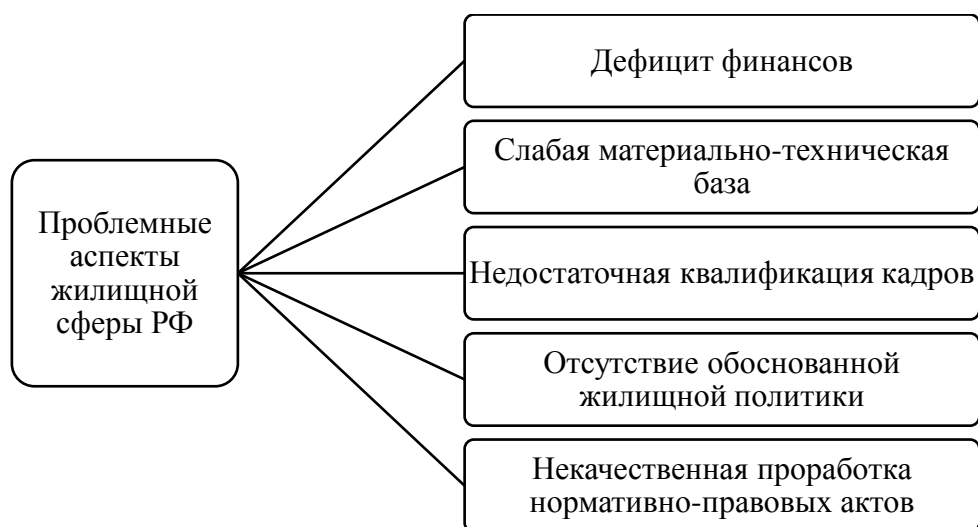 Проблемные
аспекты
жилищной
сферы РФ
Дефицит финансов
Слабая материально-техническая
база
Недостаточная квалификация кадров
Отсутствие обоснованной
жилищной политики
Некачественная проработка
нормативно-правовых актов